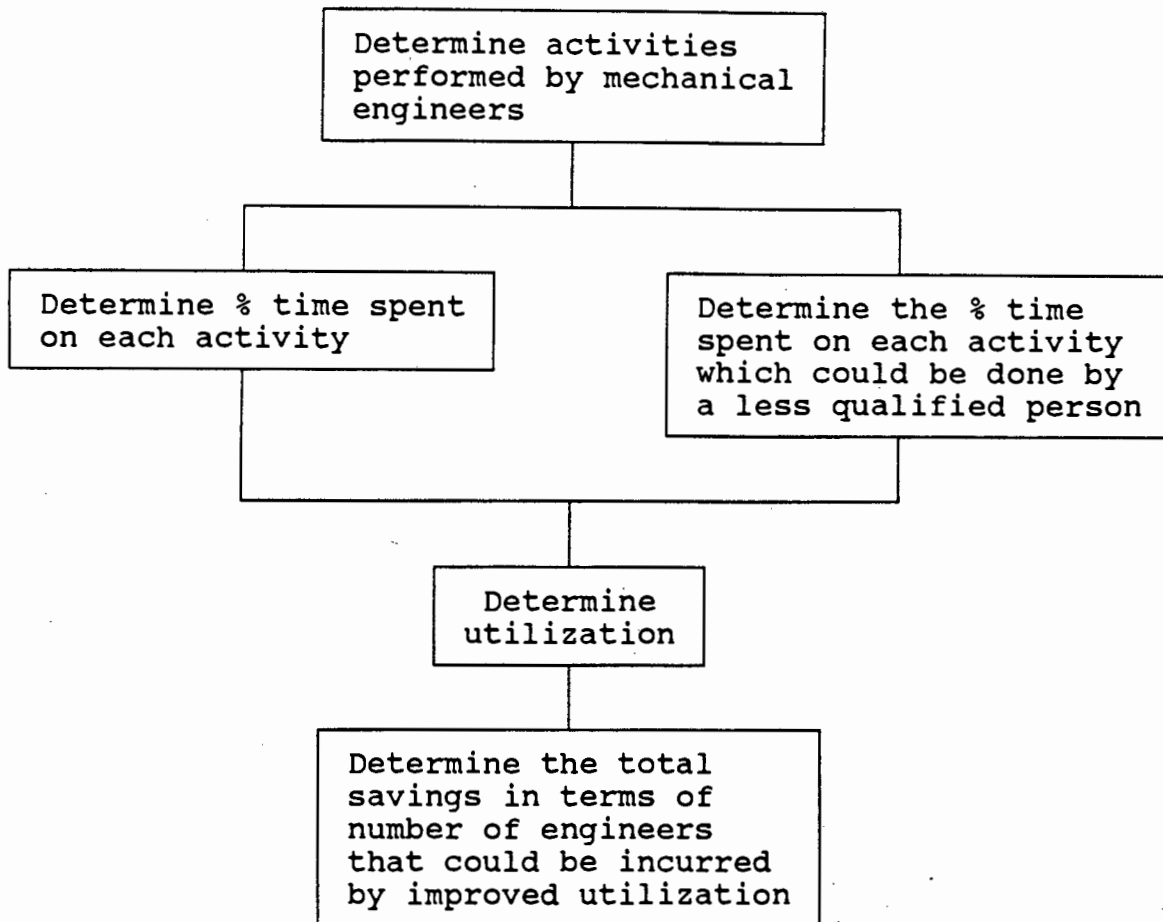 Determine activities
performed by mechanical
engineers
Determine % time spent
on each activity
Determine the % time
spent on each activity
which could be done by
a less qualified person
Determine
utilization
Determine the total
savings in terms of
number of engineers
that could be incurred
by improved utilization